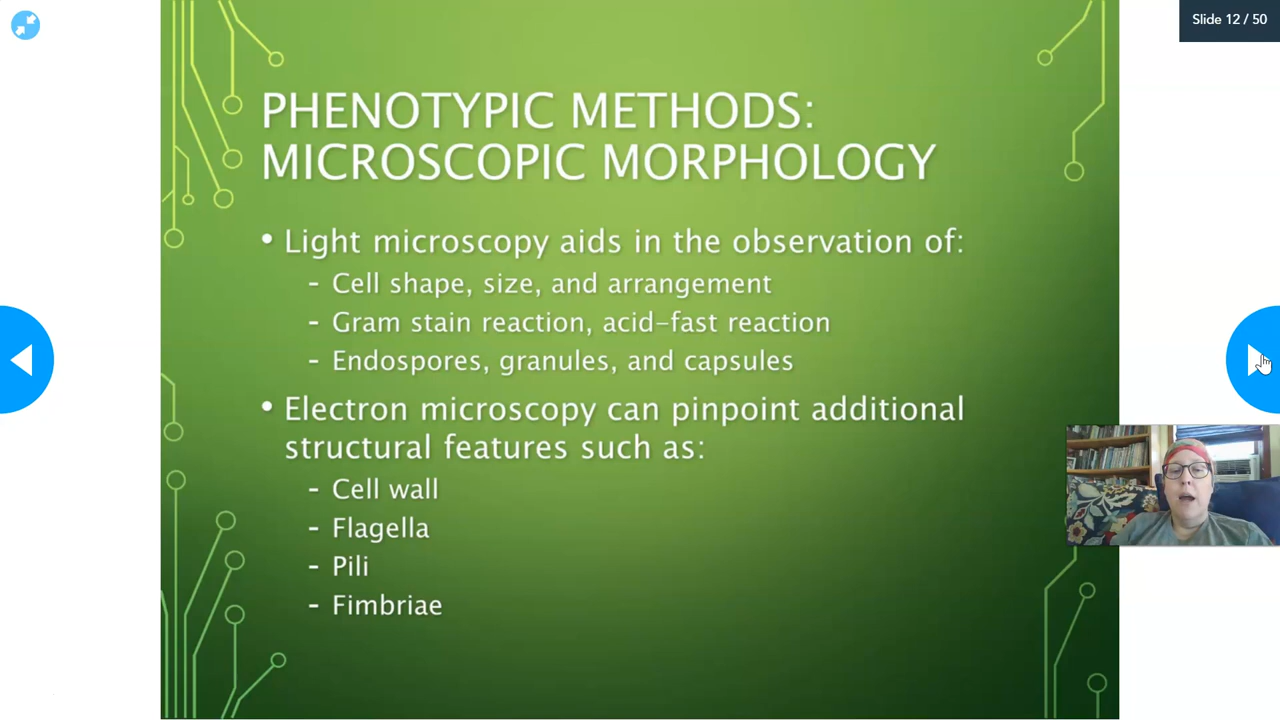 Slide 12 / 50
PHENOTYPIC METHODS:
MICROSCOPIC MORPHOLOGY
• Light microscopy aids in the observation of:
- Cell shape, size, and arrangement
- Gram stain reaction, acid-fast reaction
- Endospores, granules, and capsules
• Electron microscopy can pinpoint additional
structural features such as:
- Cell wall
- Flagella
- Pili
- Fimbriae